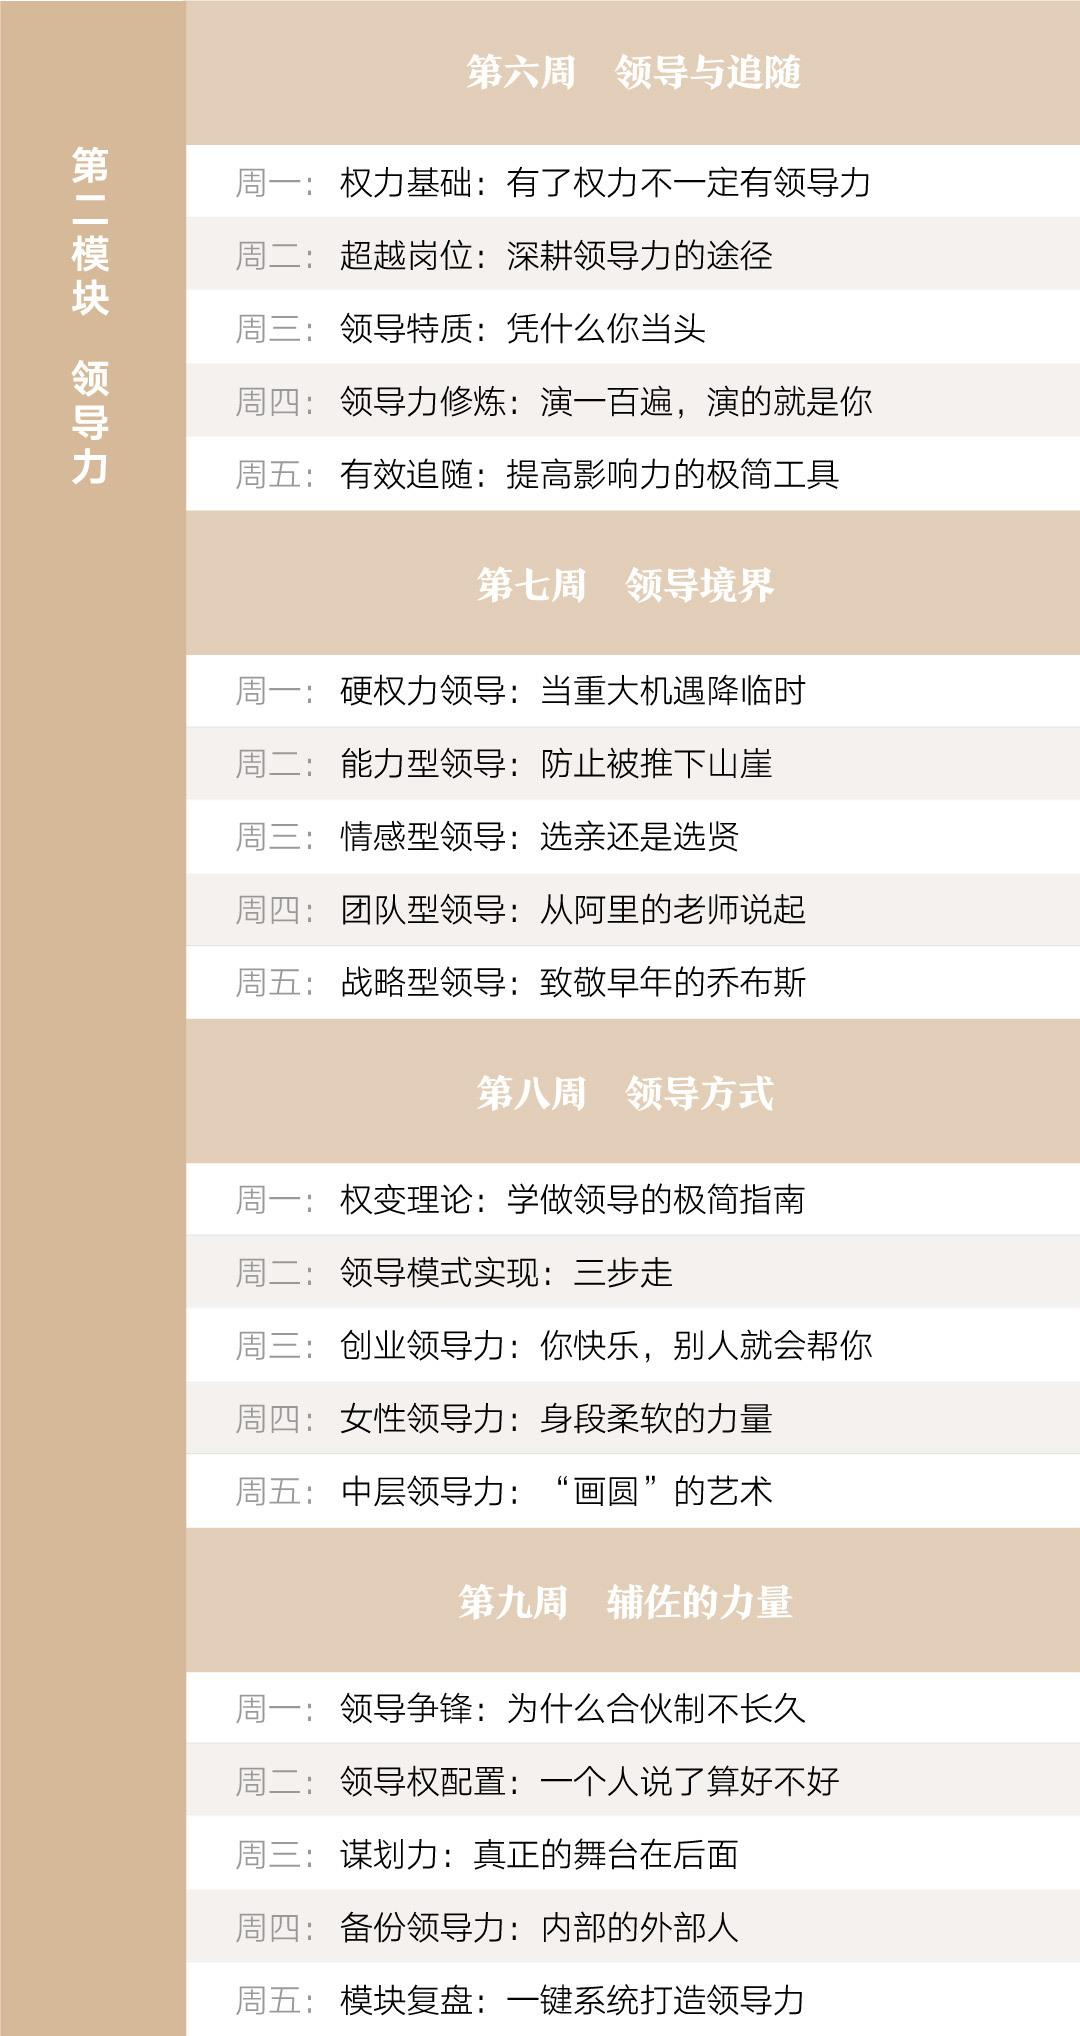 第二模块 领导力
第六周 领导与追随
周一：权力基础：有了权力不一定有领导力
周二：超越岗位：深耕领导力的途径
周三：领导特质：凭什么你当头
周四：领导力修炼：演一百遍，演的就是你
周五：有效追随：提高影响力的极简工具
第七周 领导境界
周一：硬权力领导：当重大机遇降临时
周二：能力型领导：防止被推下山崖
周三：情感型领导：选亲还是选贤
周四：团队型领导：从阿里的老师说起
周五：战略型领导：致敬早年的乔布斯
第八周 领导方式
周一：权变理论：学做领导的极简指南
周二：领导模式实现：三步走
周三：创业领导力：你快乐，别人就会帮你
周四：女性领导力：身段柔软的力量
周五：中层领导力：“画圆”的艺术
第九周 辅佐的力量
周一：领导争锋：为什么合伙制不长久
周二：领导权配置：一个人说了算好不好
周三：谋划力：真正的舞台在后面
周四：备份领导力：内部的外部人
周五：模块复盘：一键系统打造领导力